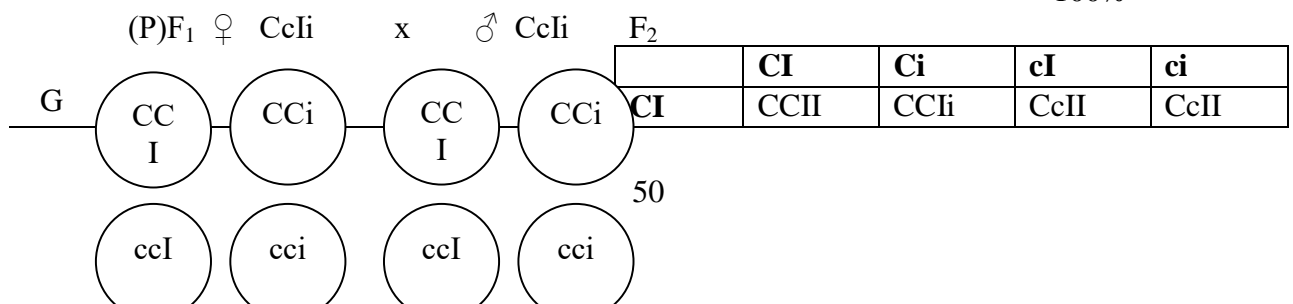 (P)F₁ ♀ CcIi x ♂ CcIi F₂
CI Ci cI ci
G CC I CCi CC I CCi CI CCII CCIi CcII CcII
50
ccI cci ccI cci